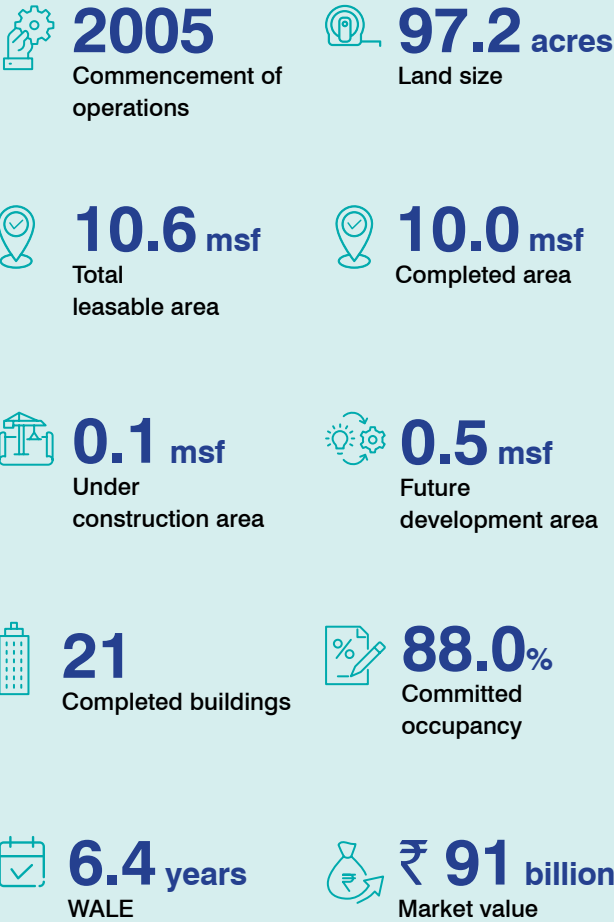 2005
Commencement of
operations
97.2 acres
Land size
10.6 msf
Total
leasable area
10.0 msf
Completed area
0.1 msf
Under
construction area
0.5 msf
Future
development area
21
Completed buildings
%
88.0%
Committed
occupancy
6.4 years
WALE
₹
₹ 91 billion
Market value